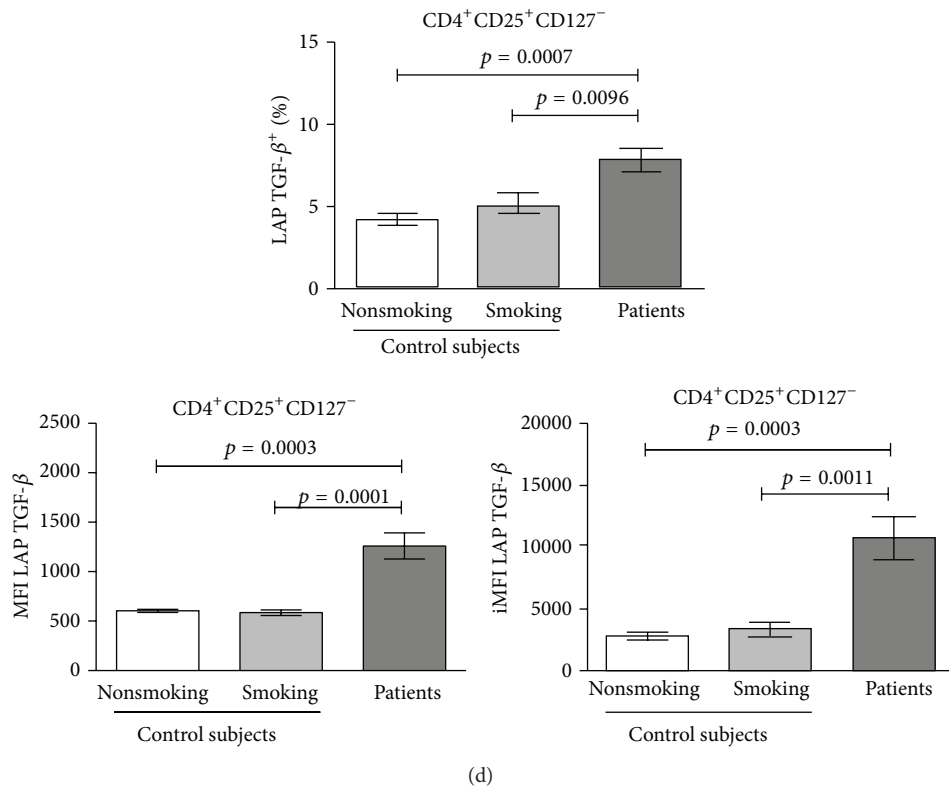 CD4⁺CD25⁺CD127⁻
15
p = 0.0007
p = 0.0096
10
5
0
LAP TGF-β⁺ (%)
Nonsmoking Smoking Patients
Control subjects
CD4⁺CD25⁺CD127⁻
2500
p = 0.0003
2000
p = 0.0001
1500
1000
500
0
MFI LAP TGF-β
Nonsmoking Smoking Patients
Control subjects
CD4⁺CD25⁺CD127⁻
20000
p = 0.0003
15000
p = 0.0011
10000
5000
0
iMFI LAP TGF-β
Nonsmoking Smoking Patients
Control subjects
(d)